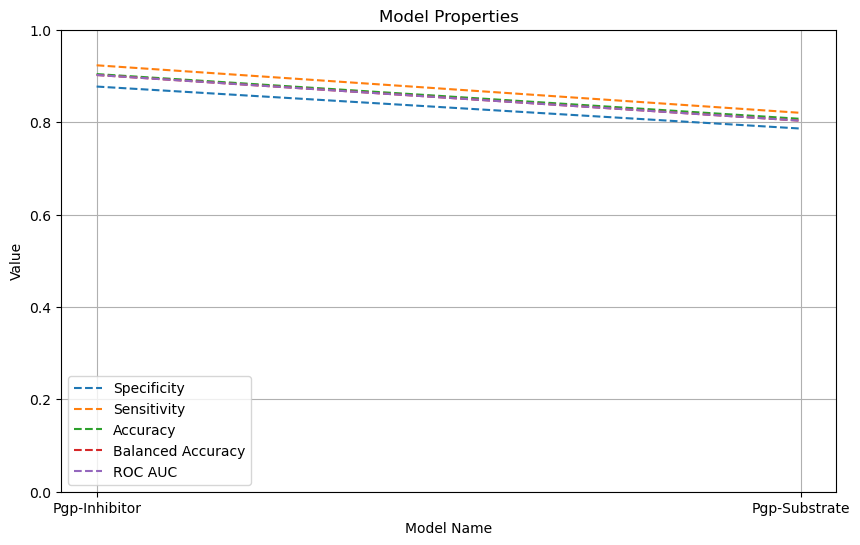 Model Properties
1.0
0.8
0.6
0.4
0.2
0.0
Value
Specificity
Sensitivity
Accuracy
Balanced Accuracy
ROC AUC
Pgp-Inhibitor
Pgp-Substrate
Model Name